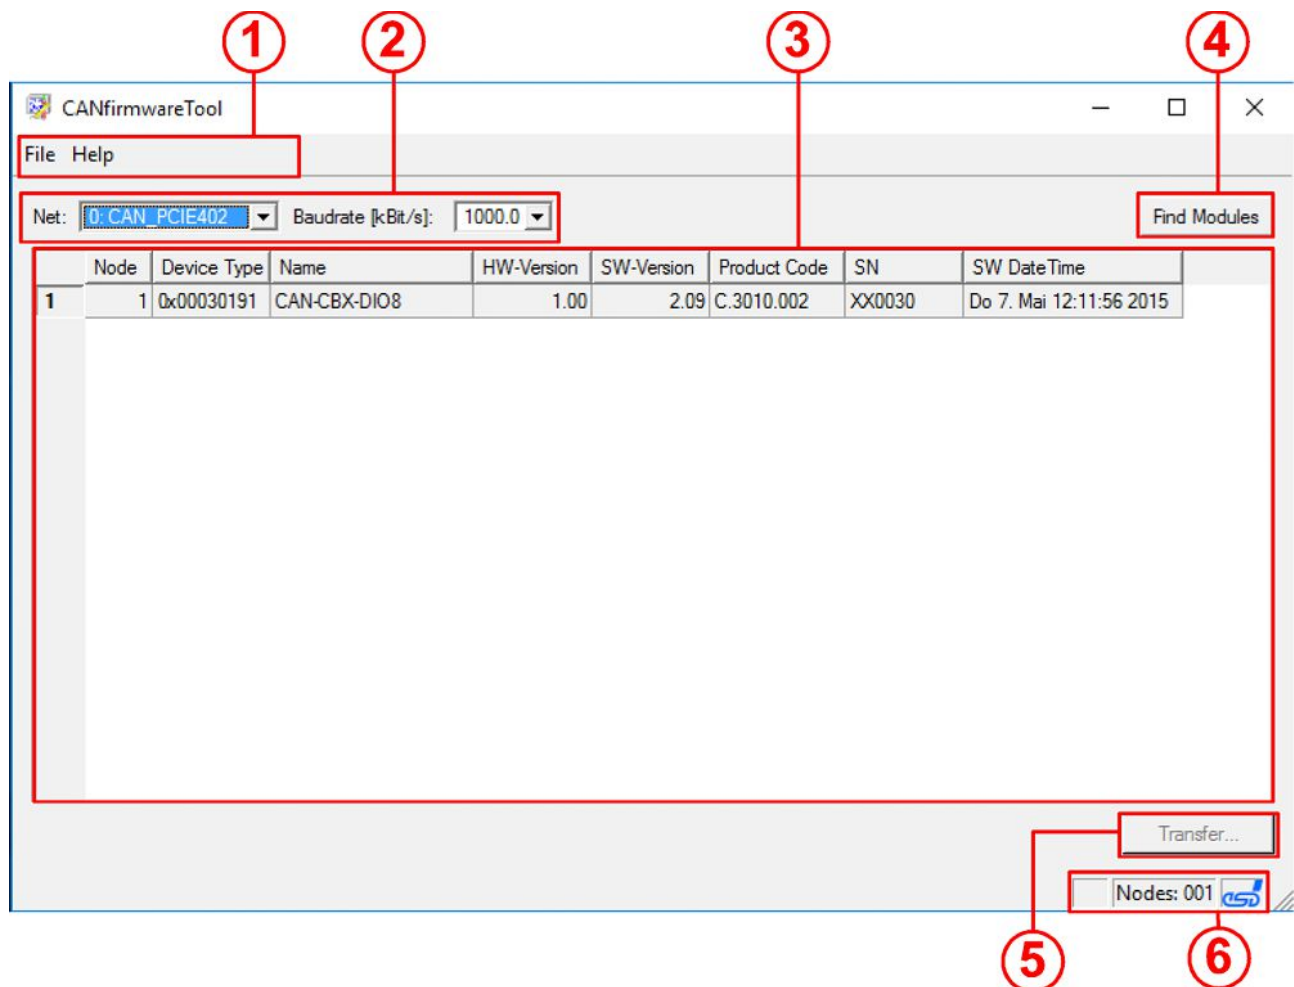 1 2 3 4
CANfirmwareTool
File Help
Net: 0: CAN_PCIE402 Baudrate [kBit/s]: 1000.0 Find Modules
Node Device Type Name HW-Version SW-Version Product Code SN SW DateTime
1 1 0x00030191 CAN-CBX-DIO8 1.00 2.09 C.3010.002 XX0030 Do 7. Mai 12:11:56 2015
Transfer...
Nodes: 001 esd
5 6